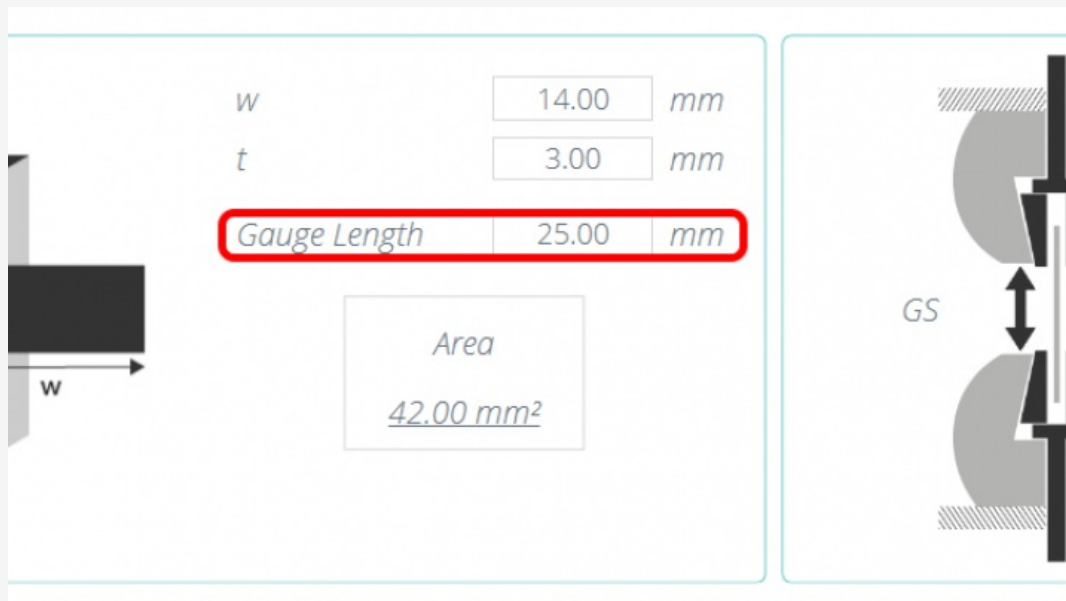 w 14.00 mm
t 3.00 mm
Gauge Length 25.00 mm
Area
42.00 mm²
w
GS